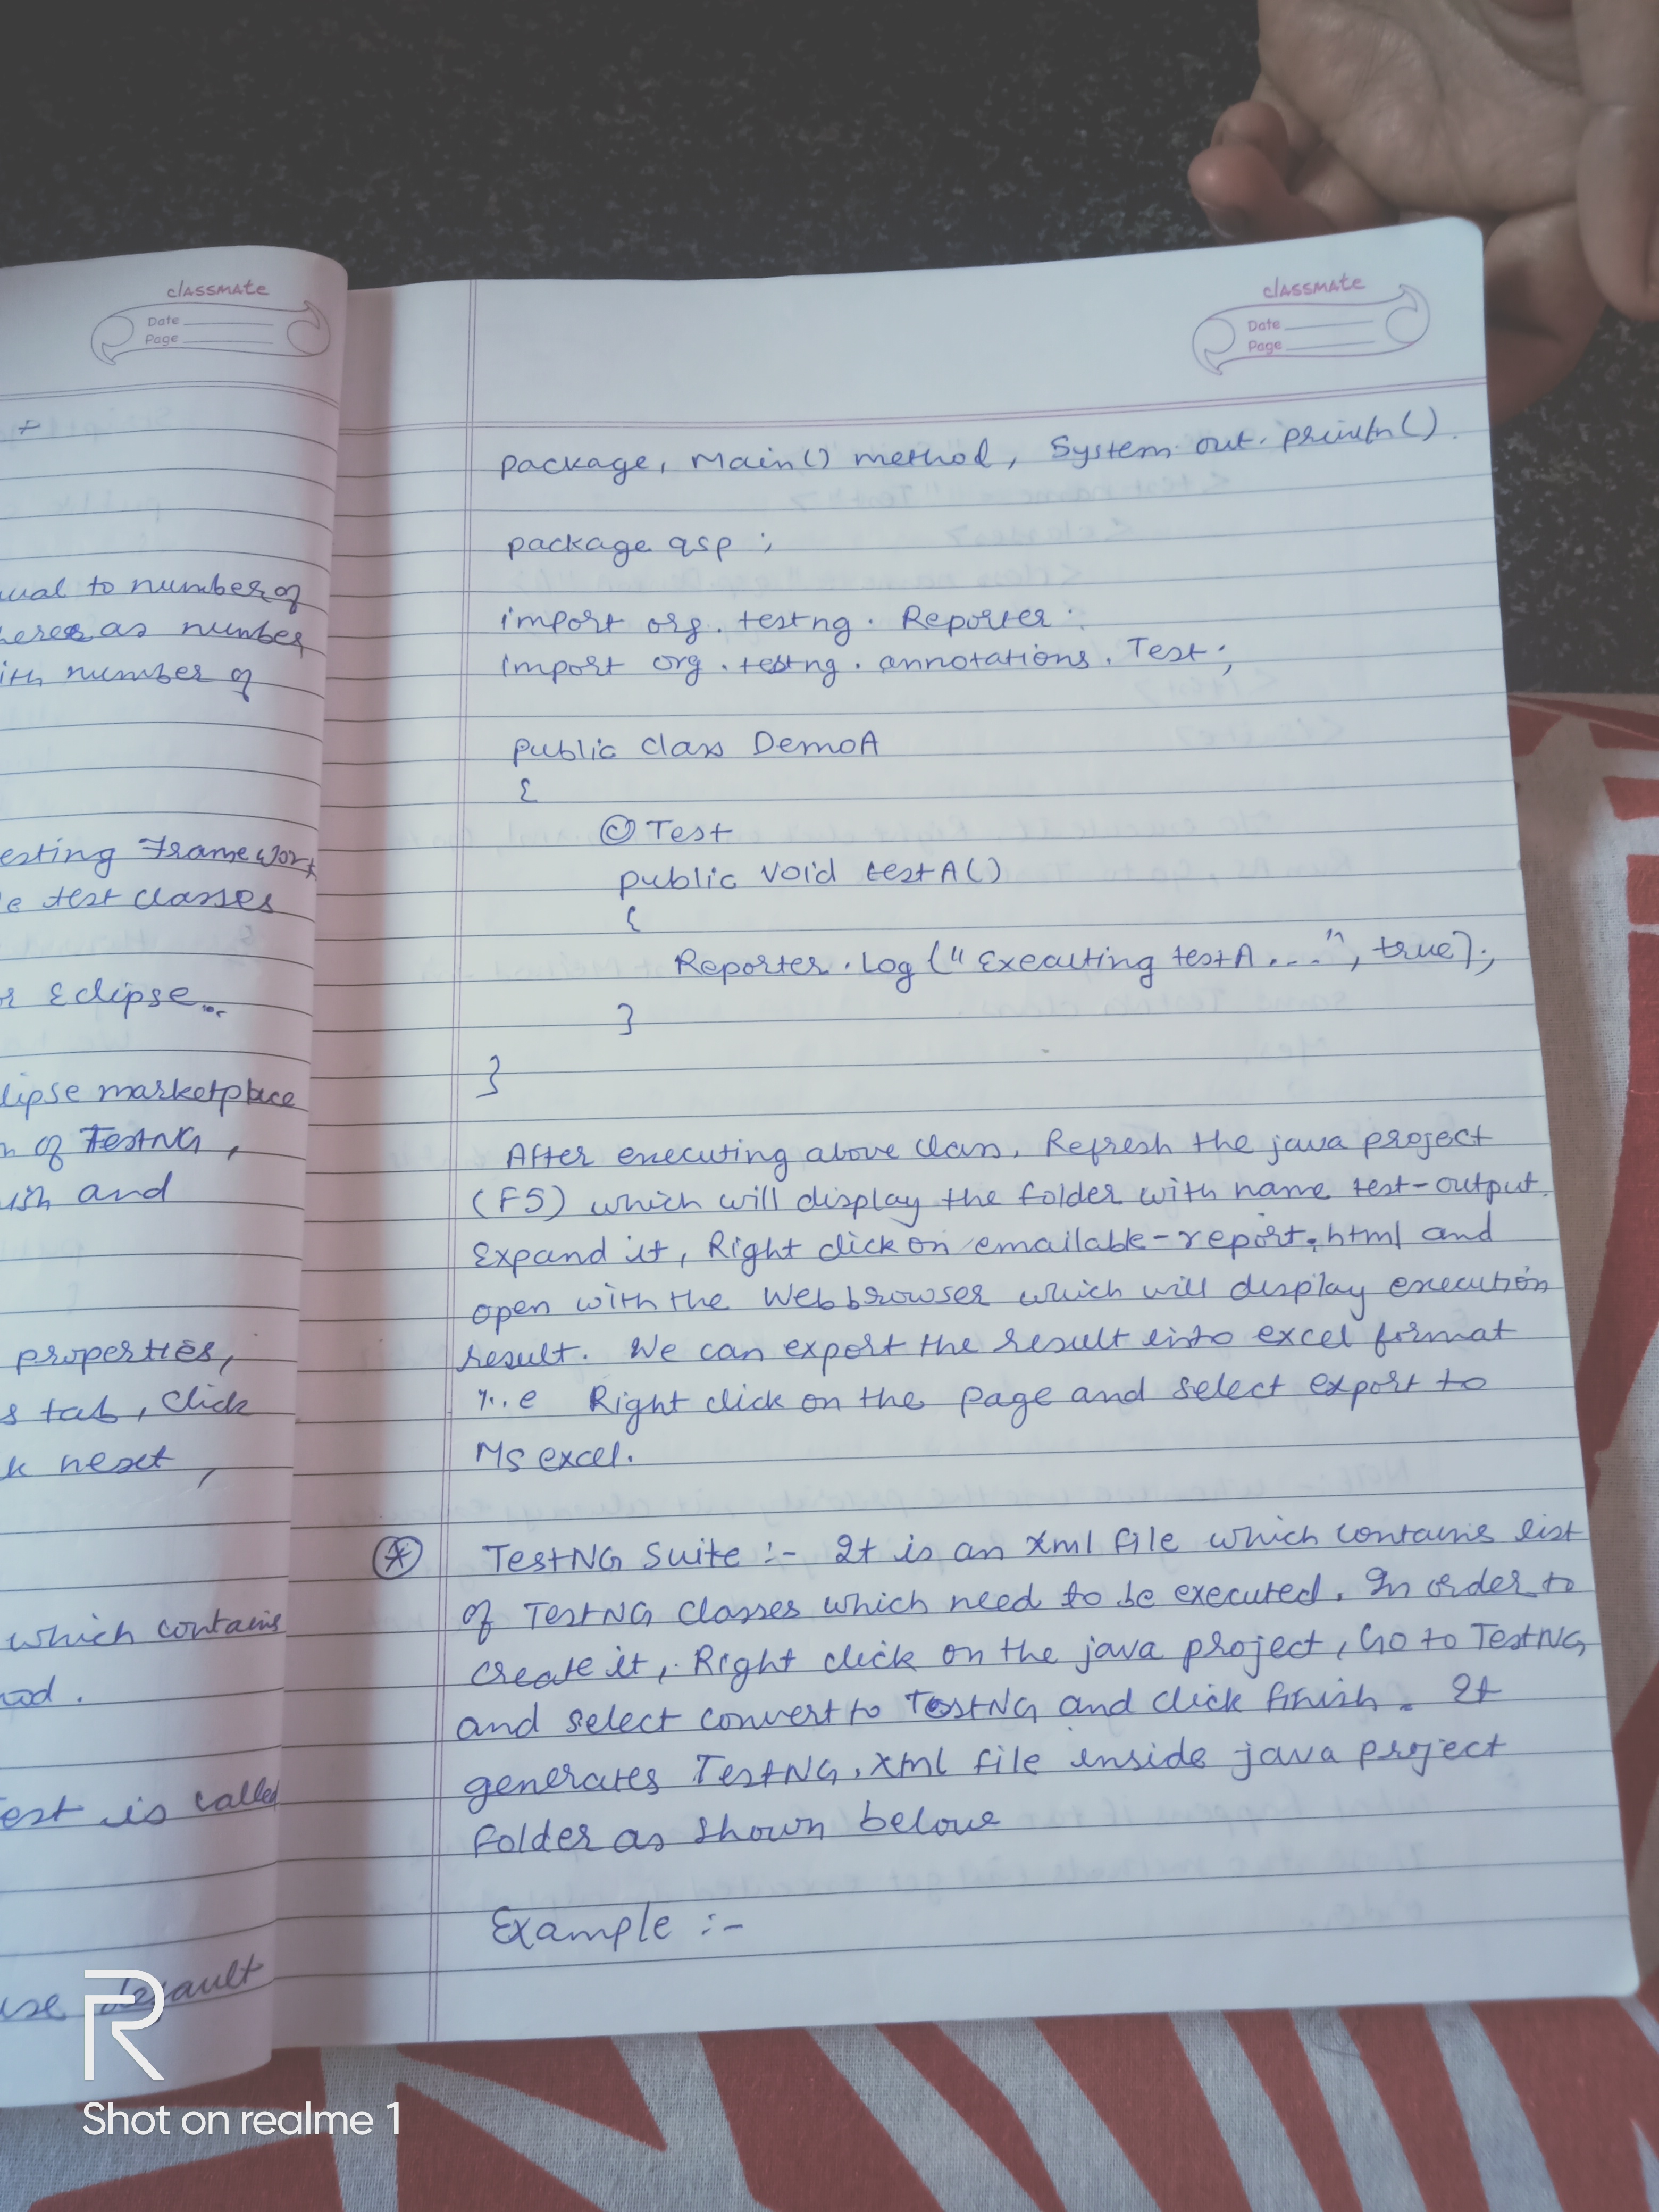 classmate
Date
Page
ual to number of
number
ith number of
esting Framework
e test classes
r Eclipse..
lipse marketplace
n of TestNG,
ish and
properties,
s tab, click
k next,
which contains
od.
est is called
use default
classmate
Date
Page
package, Main() method, System. out. println().
package qsp ;
import org. testng. Reporter ;
import org. testng. annotations. Test ;
public class DemoA
{
@Test
public void testA()
{
Reporter. Log ("Execulting testA...", true);
}
}
After executing above class. Refresh the java project
(F5) which will display the folder with name test-output.
Expand it, Right click on emailable-report.html and
open with the Web browser which will display execution
result. We can export the result into excel format
i.e Right click on the page and select export to
MS excel.
* TestNG Suite :- It is an xml file which contains list
of TestNG Classes which need to be executed. In order to
create it, Right click on the java project, Go to TestNG
and select convert to TestNG and click finish. It
generates TestNG.xml file inside java project
folder as shown below
Example :-
R
Shot on realme 1